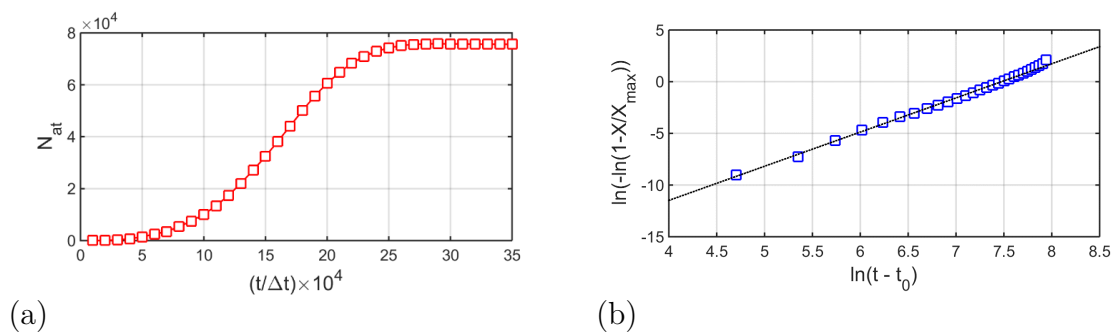 ×10⁴
8
6
4
2
0
0 5 10 15 20 25 30 35
N_at
(t/Δt)×10⁴
(a)
5
0
-5
-10
-15
4 4.5 5 5.5 6 6.5 7 7.5 8 8.5
ln(-ln(1-X/X_max))
ln(t - t_0)
(b)